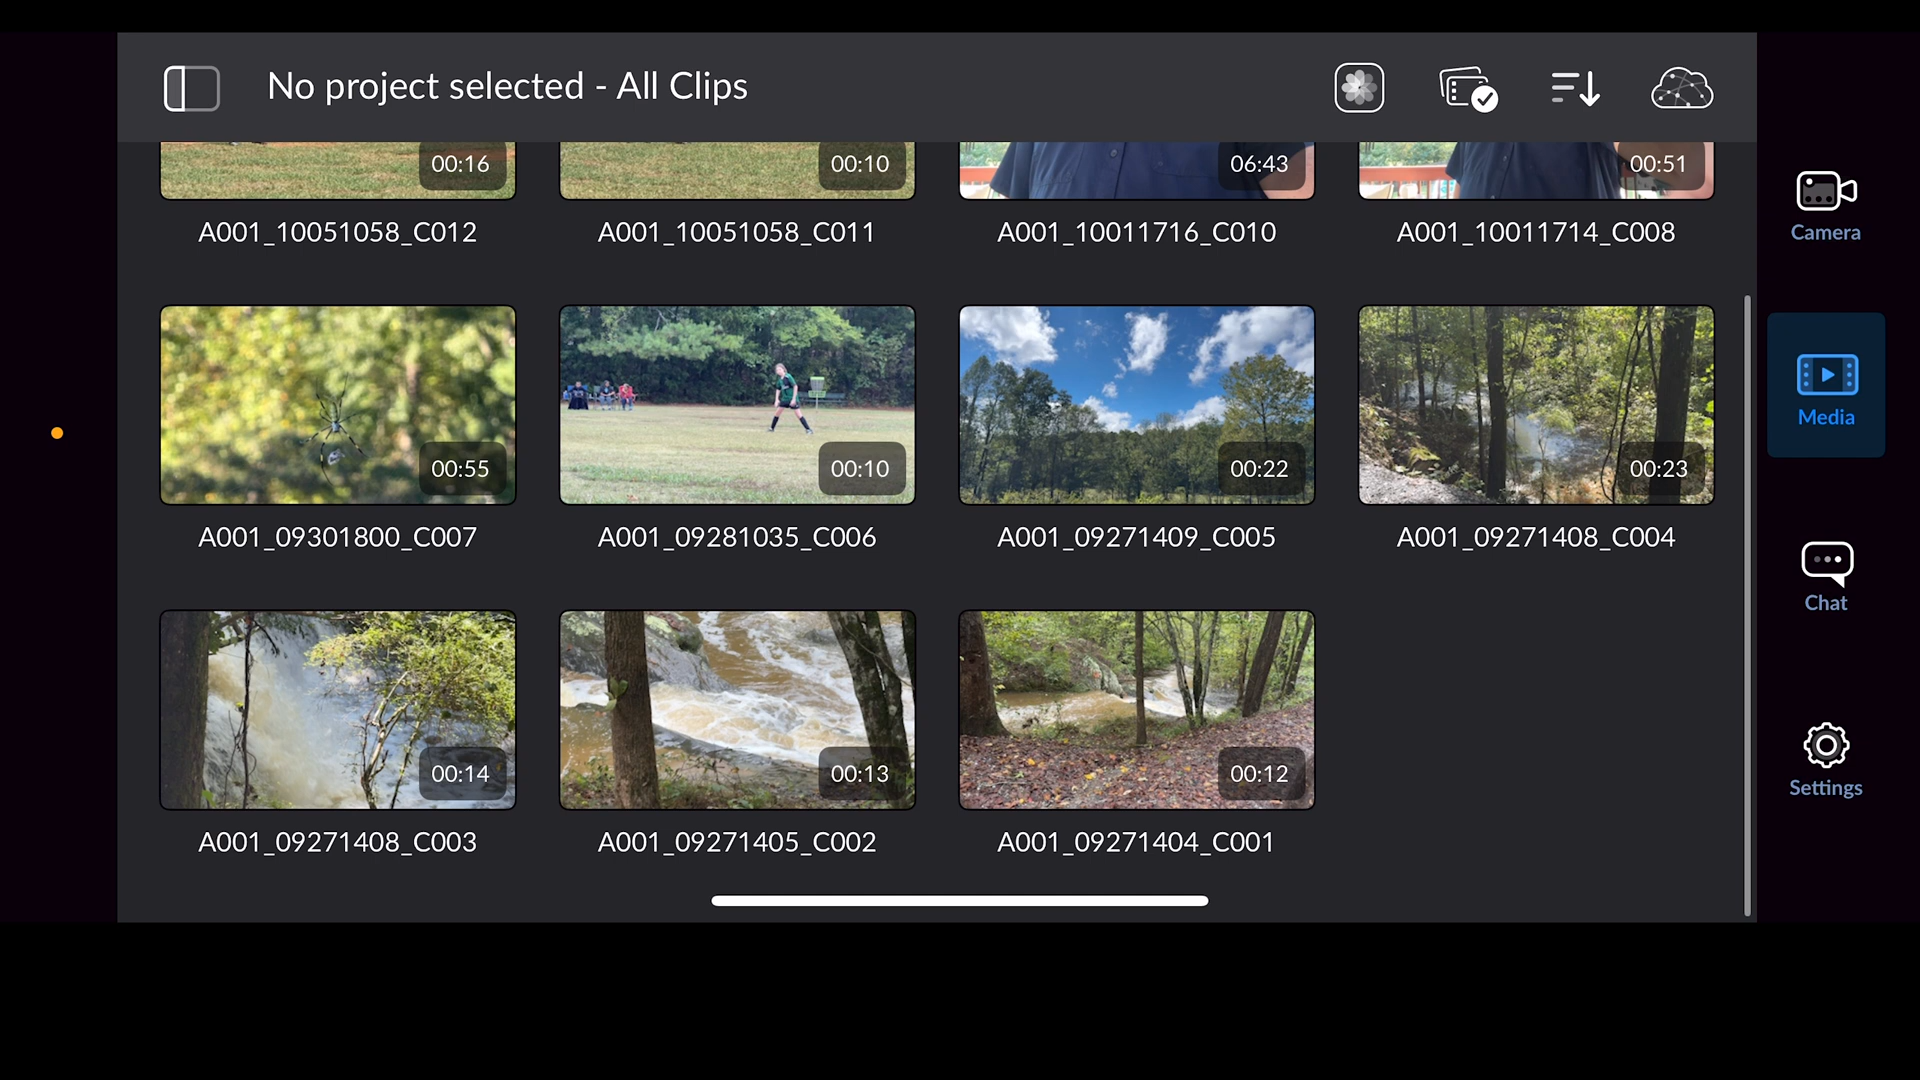 No project selected - All Clips
00:16
00:10
06:43
00:51
A001_10051058_C012
A001_10051058_C011
A001_10011716_C010
A001_10011714_C008
Camera
00:55
00:10
00:22
00:23
Media
A001_09301800_C007
A001_09281035_C006
A001_09271409_C005
A001_09271408_C004
Chat
00:14
00:13
00:12
Settings
A001_09271408_C003
A001_09271405_C002
A001_09271404_C001